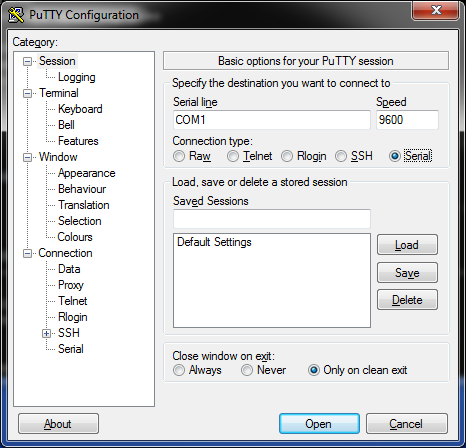 PuTTY Configuration
Category:
Session
Logging
Terminal
Keyboard
Bell
Features
Window
Appearance
Behaviour
Translation
Selection
Colours
Connection
Data
Proxy
Telnet
Rlogin
SSH
Serial
Basic options for your PuTTY session
Specify the destination you want to connect to
Serial line Speed
COM1 9600
Connection type:
Raw Telnet Rlogin SSH Serial
Load, save or delete a stored session
Saved Sessions
Default Settings
Load
Save
Delete
Close window on exit:
Always Never Only on clean exit
About Open Cancel